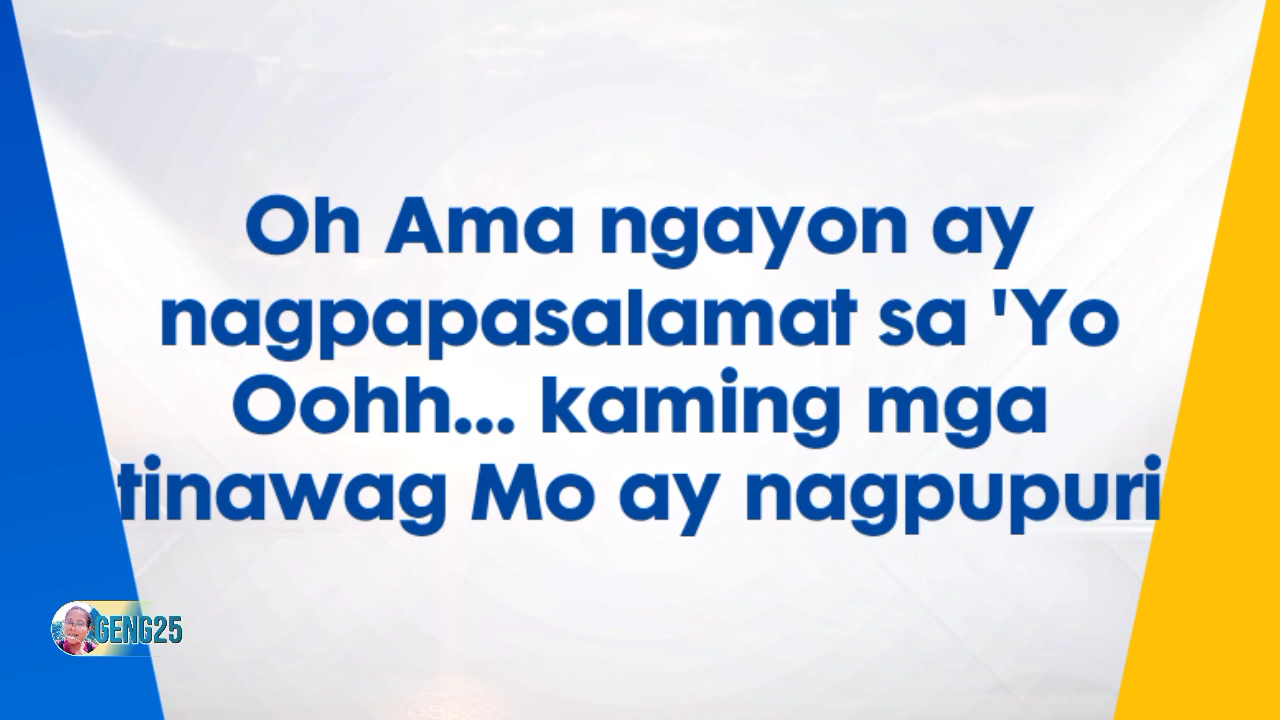 Oh Ama ngayon ay
nagpapasalamat sa 'Yo
Oohh... kaming mga
tinawag Mo ay nagpupuri
GENG25